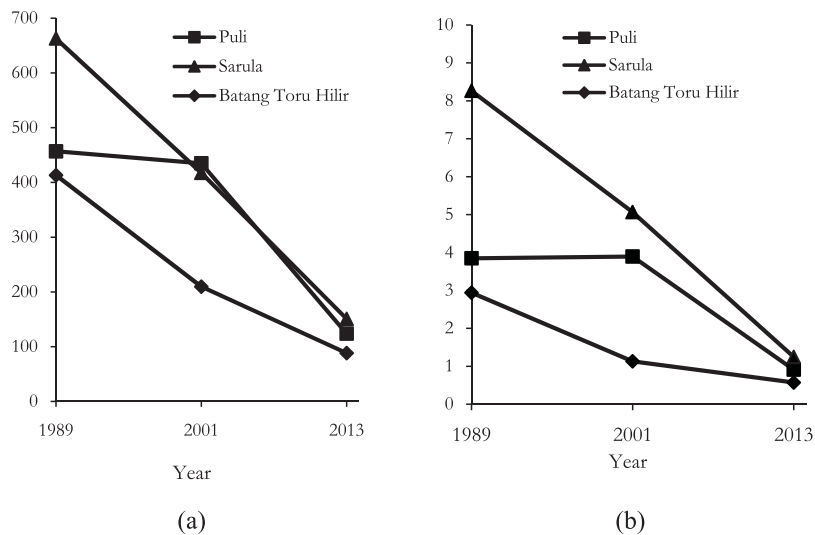 700
600
500
400
300
200
100
0
1989 2001 2013
Year
Puli
Sarula
Batang Toru Hilir
(a)
10
9
8
7
6
5
4
3
2
1
0
1989 2001 2013
Year
Puli
Sarula
Batang Toru Hilir
(b)